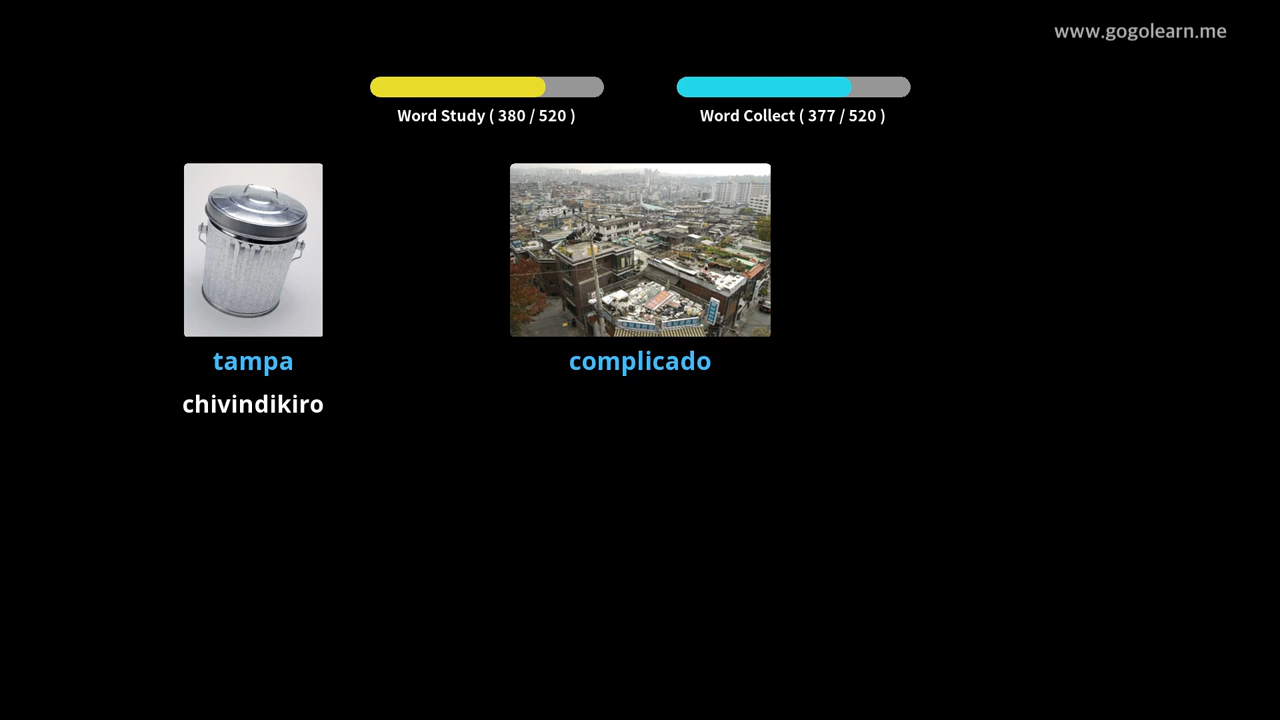 www.gogolearn.me
Word Study ( 380 / 520 )
Word Collect ( 377 / 520 )
tampa
complicado
chivindikiro